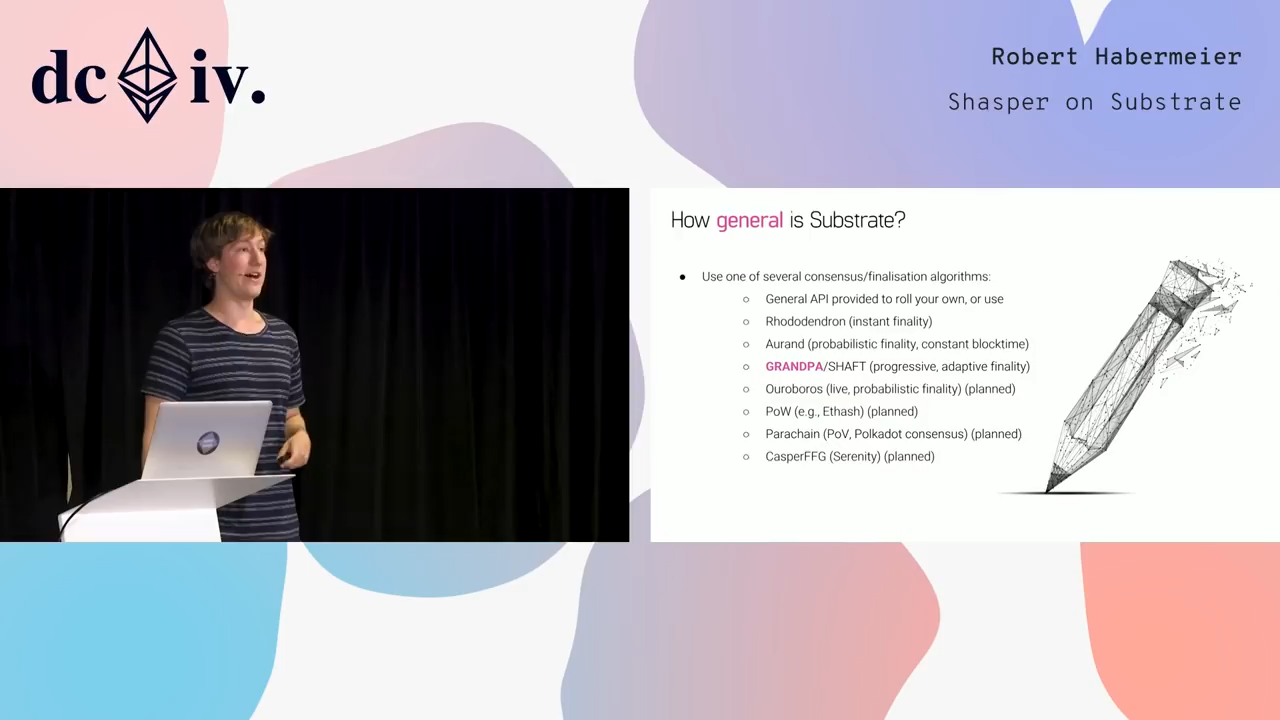 dc iv.
Robert Habermeier
Shasper on Substrate
How general is Substrate?
Use one of several consensus/finalisation algorithms:
General API provided to roll your own, or use
Rhododendron (instant finality)
Aurand (probabilistic finality, constant blocktime)
GRANDPA/SHAFT (progressive, adaptive finality)
Ouroboros (live, probabilistic finality) (planned)
PoW (e.g., Ethash) (planned)
Parachain (PoV, Polkadot consensus) (planned)
CasperFFG (Serenity) (planned)